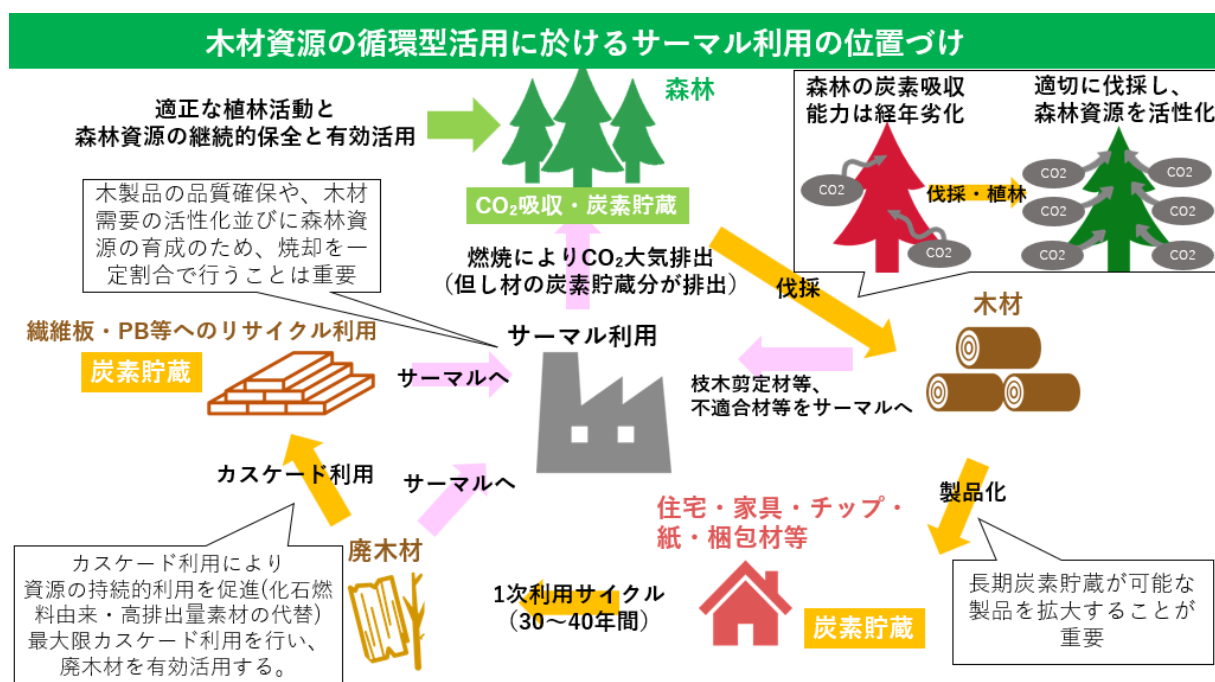 木材資源の循環型活用に於けるサーマル利用の位置づけ
適正な植林活動と
森林資源の継続的保全と有効活用
森林
CO₂吸収・炭素貯蔵
森林の炭素吸収
能力は経年劣化
適切に伐採し、
森林資源を活性化
CO2
CO2
伐採・植林
CO2
CO2
CO2
CO2
CO2
CO2
木製品の品質確保や、木材
需要の活性化並びに森林資
源の育成のため、焼却を一
定割合で行うことは重要
燃焼によりCO₂大気排出
（但し材の炭素貯蔵分が排出）
伐採
木材
繊維板・PB等へのリサイクル利用
炭素貯蔵
サーマルへ
サーマル利用
枝木剪定材等、
不適合材等をサーマルへ
カスケード利用
サーマルへ
製品化
住宅・家具・チップ・
紙・梱包材等
炭素貯蔵
長期炭素貯蔵が可能な
製品を拡大することが
重要
1次利用サイクル
（30～40年間）
廃木材
カスケード利用により
資源の持続的利用を促進(化石燃
料由来・高排出量素材の代替)
最大限カスケード利用を行い、
廃木材を有効活用する。